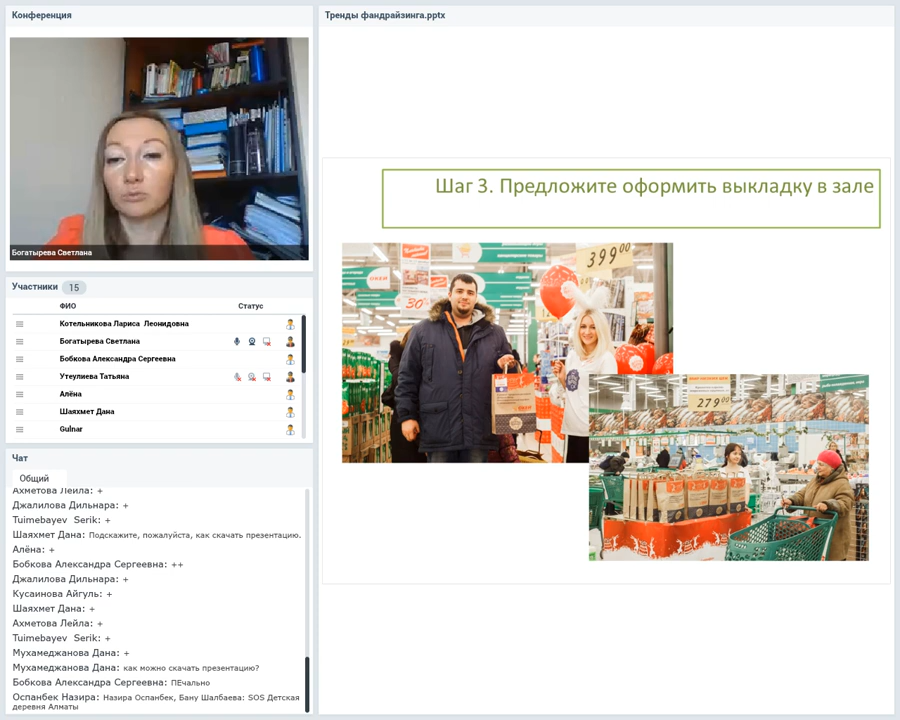 Конференция
Богатырева Светлана
Участники 15
ФИО Статус
Котельникова Лариса Леонидовна
Богатырева Светлана
Бобкова Александра Сергеевна
Утеулиева Татьяна
Алёна
Шаяхмет Дана
Gulnar
Чат
Общий
Ахметова Лейла: +
Джалилова Дильнара: +
Tuimebayev Serik: +
Шаяхмет Дана: Подскажите, пожалуйста, как скачать презентацию.
Алёна: +
Бобкова Александра Сергеевна: ++
Джалилова Дильнара: +
Кусаинова Айгуль: +
Шаяхмет Дана: +
Ахметова Лейла: +
Tuimebayev Serik: +
Мухамеджанова Дана: +
Мухамеджанова Дана: как можно скачать презентацию?
Бобкова Александра Сергеевна: ПЕчально
Оспанбек Назира: Назира Оспанбек, Бану Шалбаева: SOS Детская
деревня Алматы
Тренды фандрайзинга.pptx
Шаг 3. Предложите оформить выкладку в зале
399⁰⁰
30
279⁰⁰